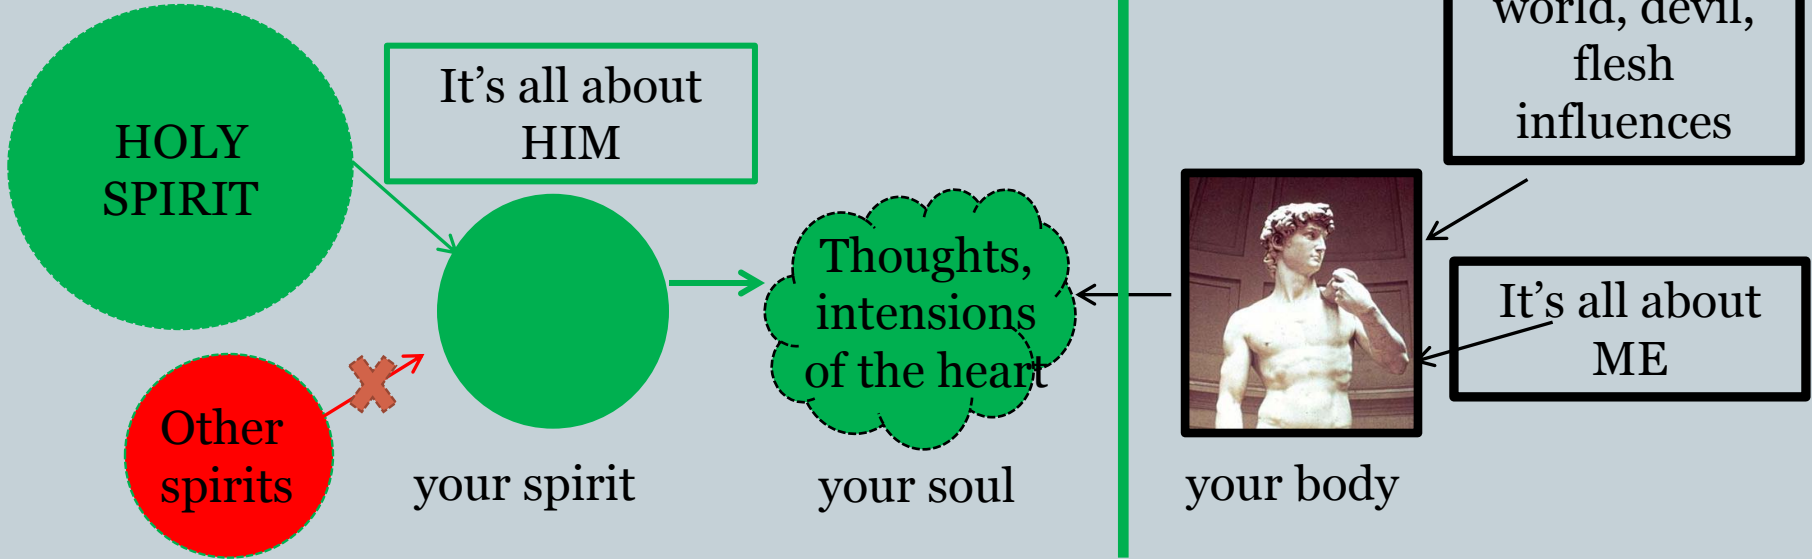 HOLY
SPIRIT
It’s all about
HIM
Other
spirits
your spirit
Thoughts,
intensions
of the heart
your soul
world, devil,
flesh
influences
It’s all about
ME
your body